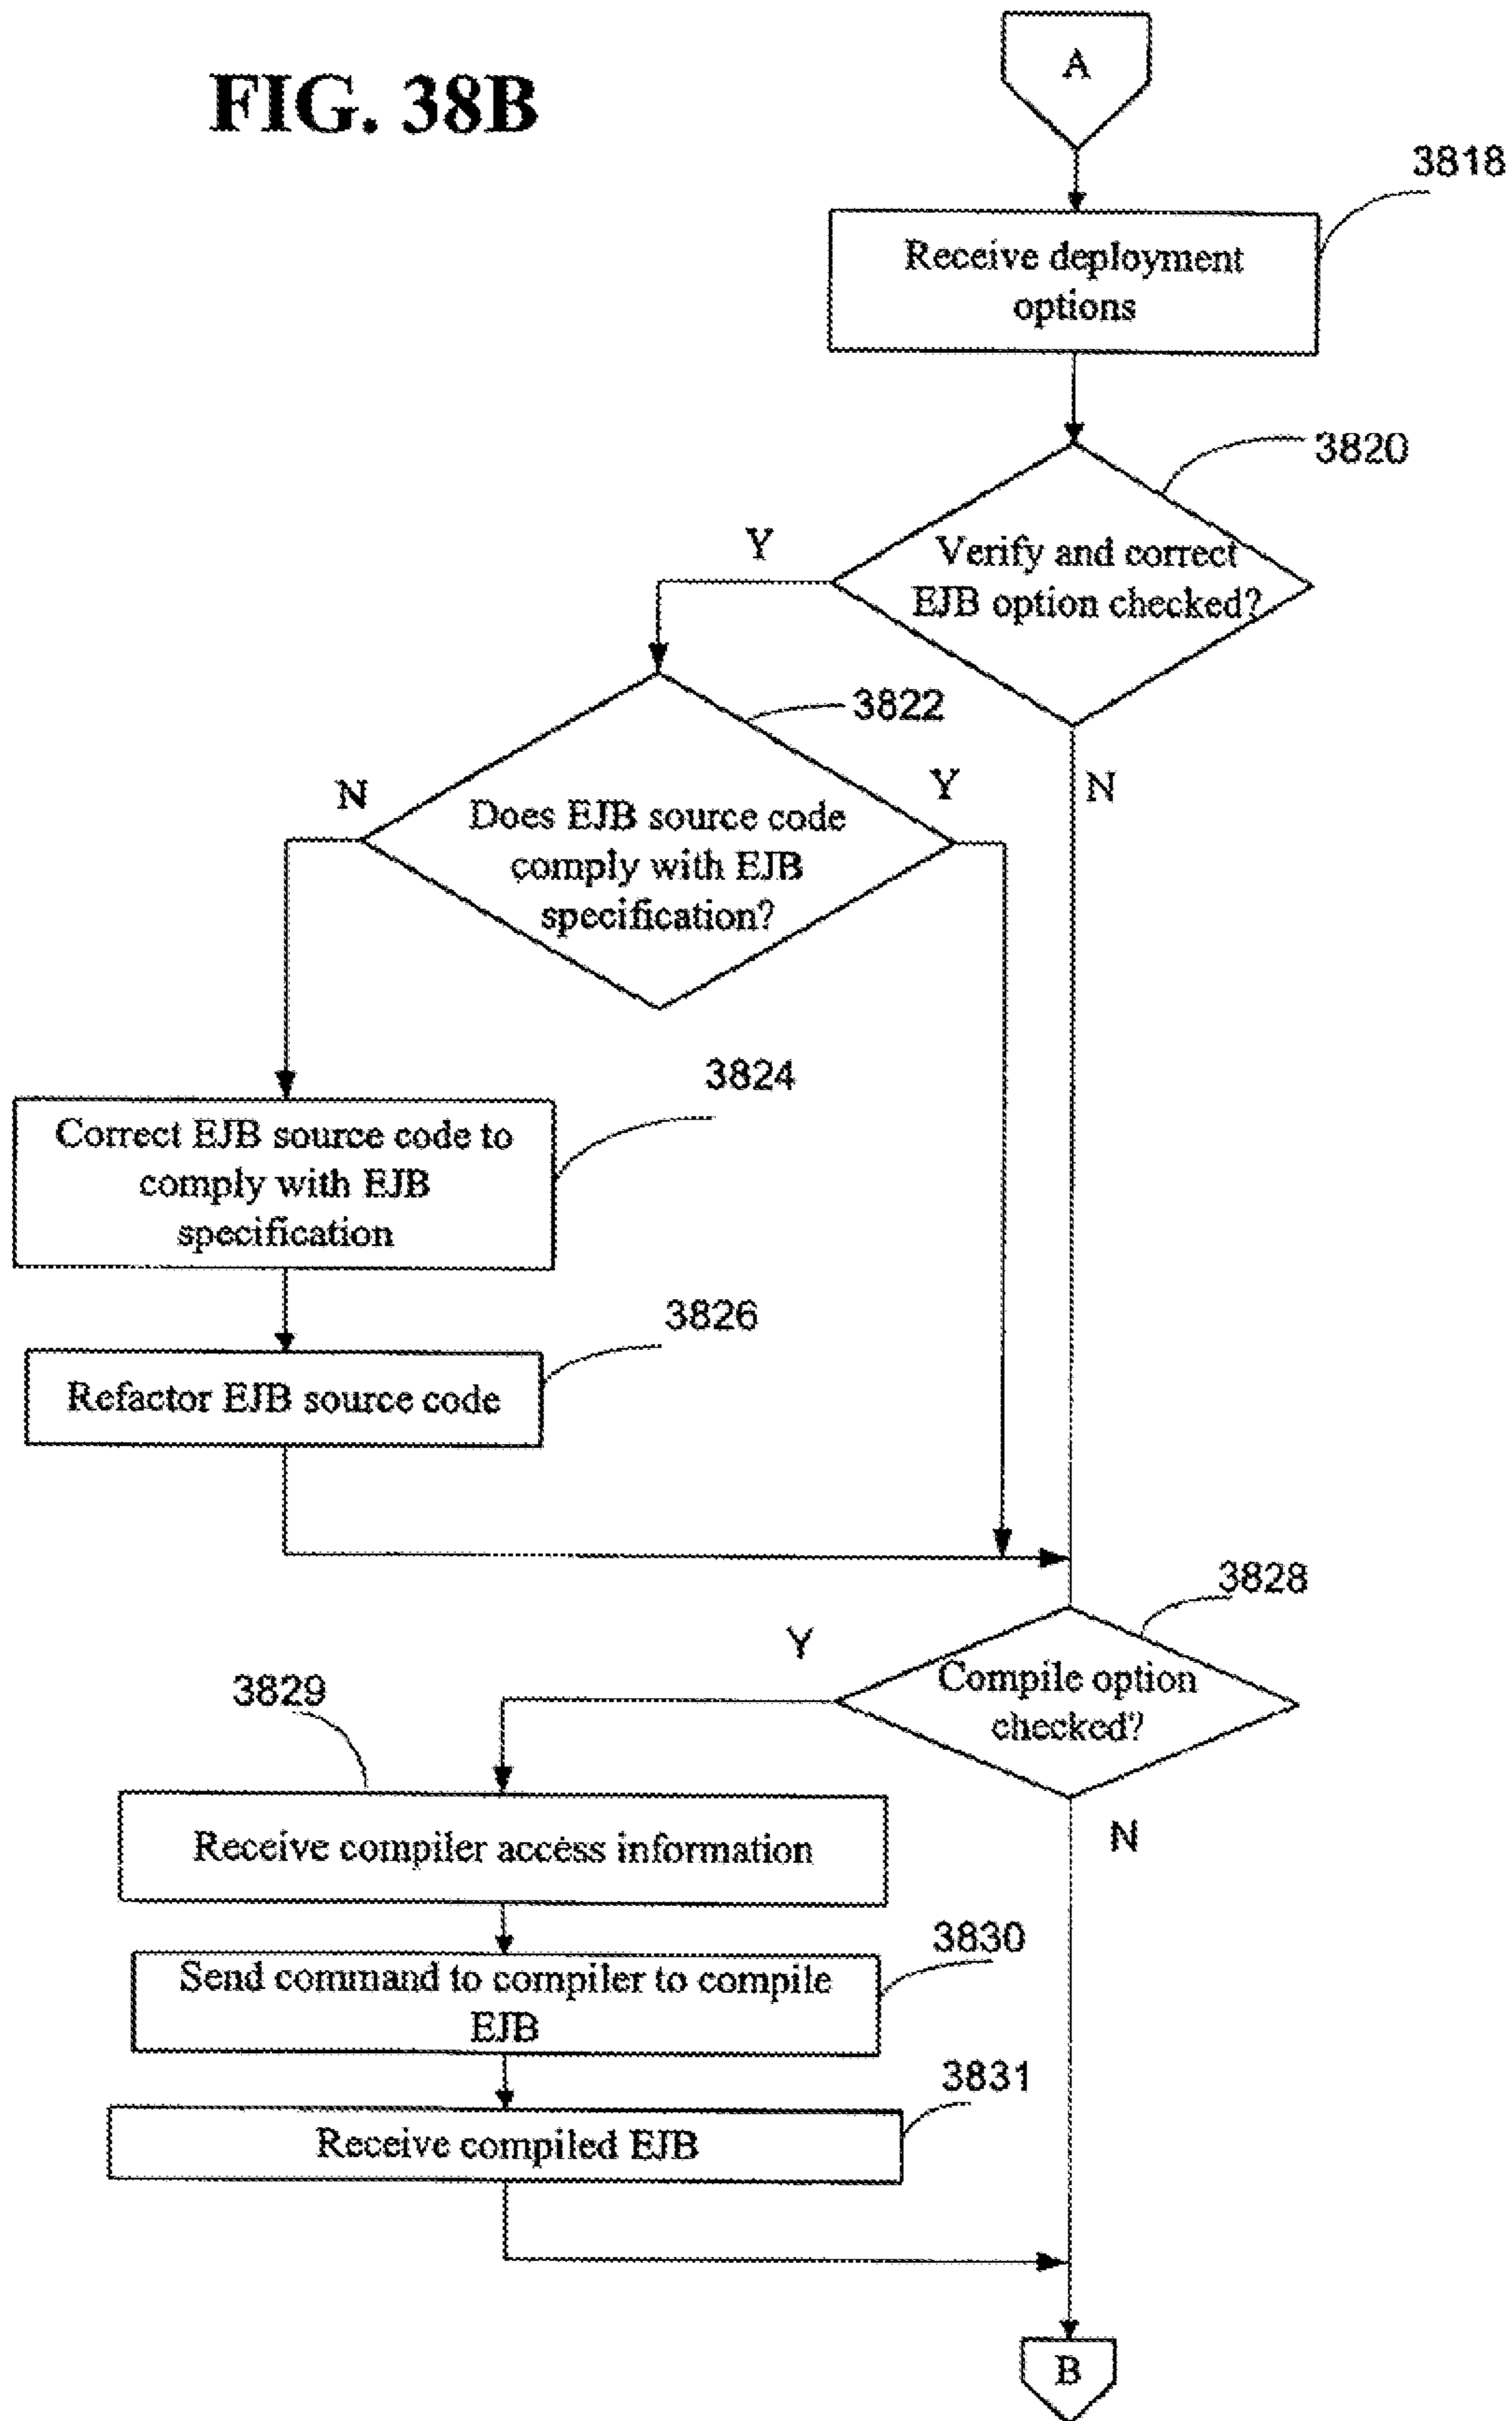 FIG. 38B
A
3818
Receive deployment
options
3820
Y
Verify and correct
EJB option checked?
3822
N
Y
N
Does EJB source code
comply with EJB
specification?
3824
Correct EJB source code to
comply with EJB
specification
3826
Refactor EJB source code
3828
Y
Compile option
checked?
3829
N
Receive compiler access information
3830
Send command to compiler to compile
EJB
3831
Receive compiled EJB
B